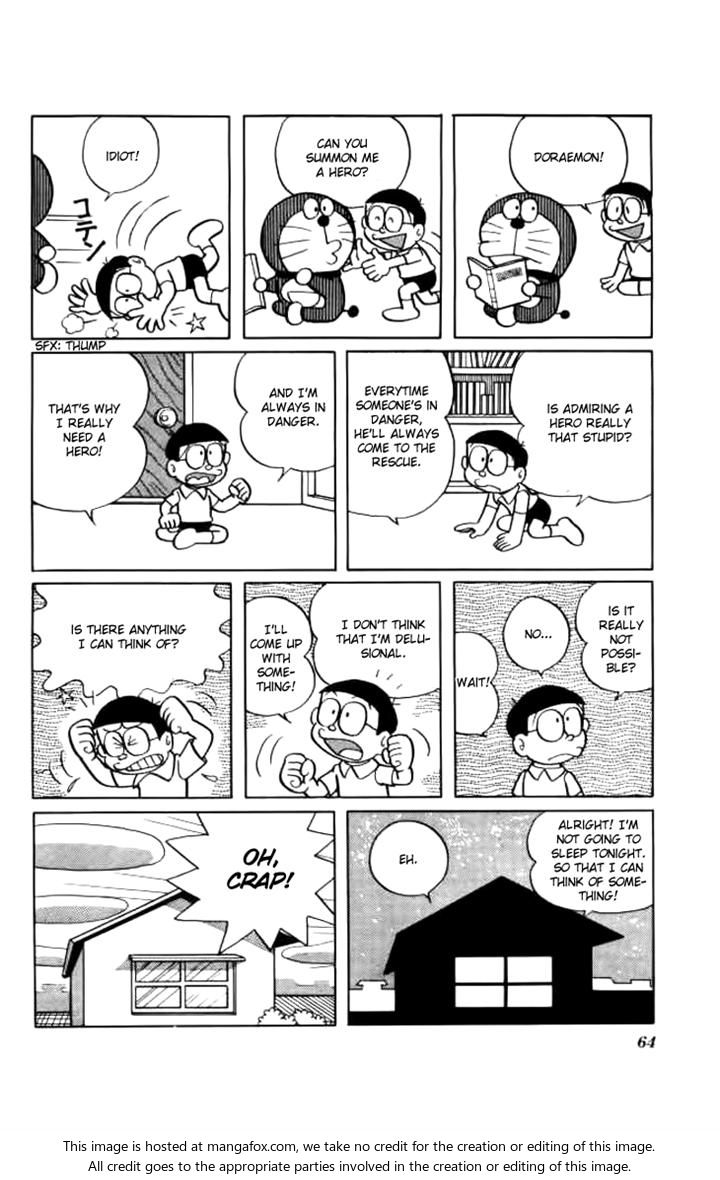 DORAEMON!
CAN YOU
SUMMON ME
A HERO?
IDIOT!
コテン
SFX: THUMP
IS ADMIRING A
HERO REALLY
THAT STUPID?
EVERYTIME
SOMEONE'S IN
DANGER,
HE'LL ALWAYS
COME TO THE
RESCUE.
AND I'M
ALWAYS IN
DANGER.
THAT'S WHY
I REALLY
NEED A
HERO!
IS IT
REALLY
NOT
POSSI-
BLE?
NO...
WAIT!
I DON'T THINK
THAT I'M DELU-
SIONAL.
I'LL
COME UP
WITH
SOME-
THING!
IS THERE ANYTHING
I CAN THINK OF?
ALRIGHT! I'M
NOT GOING TO
SLEEP TONIGHT.
SO THAT I CAN
THINK OF SOME-
THING!
EH.
OH,
CRAP!
64
This image is hosted at mangafox.com, we take no credit for the creation or editing of this image.
All credit goes to the appropriate parties involved in the creation or editing of this image.